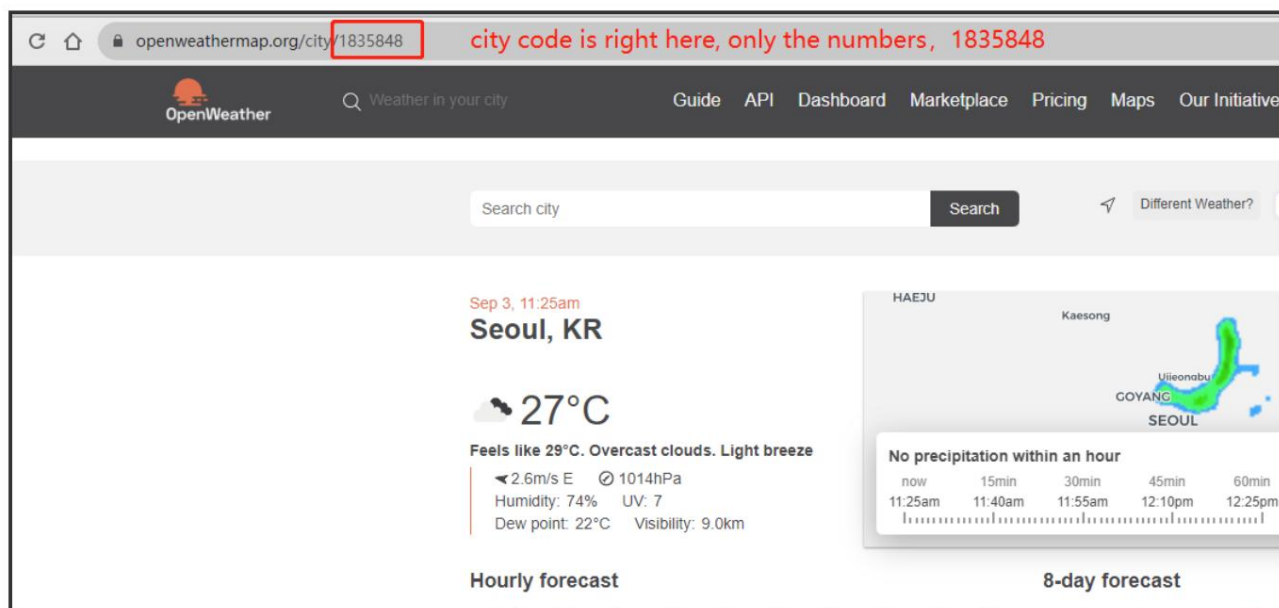 openweathermap.org/city/1835848
city code is right here, only the numbers, 1835848
OpenWeather
Weather in your city
Guide API Dashboard Marketplace Pricing Maps Our Initiative
Search city
Search
Different Weather?
Sep 3, 11:25am
Seoul, KR
27°C
Feels like 29°C. Overcast clouds. Light breeze
2.6m/s E 1014hPa
Humidity: 74% UV: 7
Dew point: 22°C Visibility: 9.0km
HAEJU
Kaesong
Uijeongbu
GOYANG
SEOUL
No precipitation within an hour
now 15min 30min 45min 60min
11:25am 11:40am 11:55am 12:10pm 12:25pm
Hourly forecast
8-day forecast